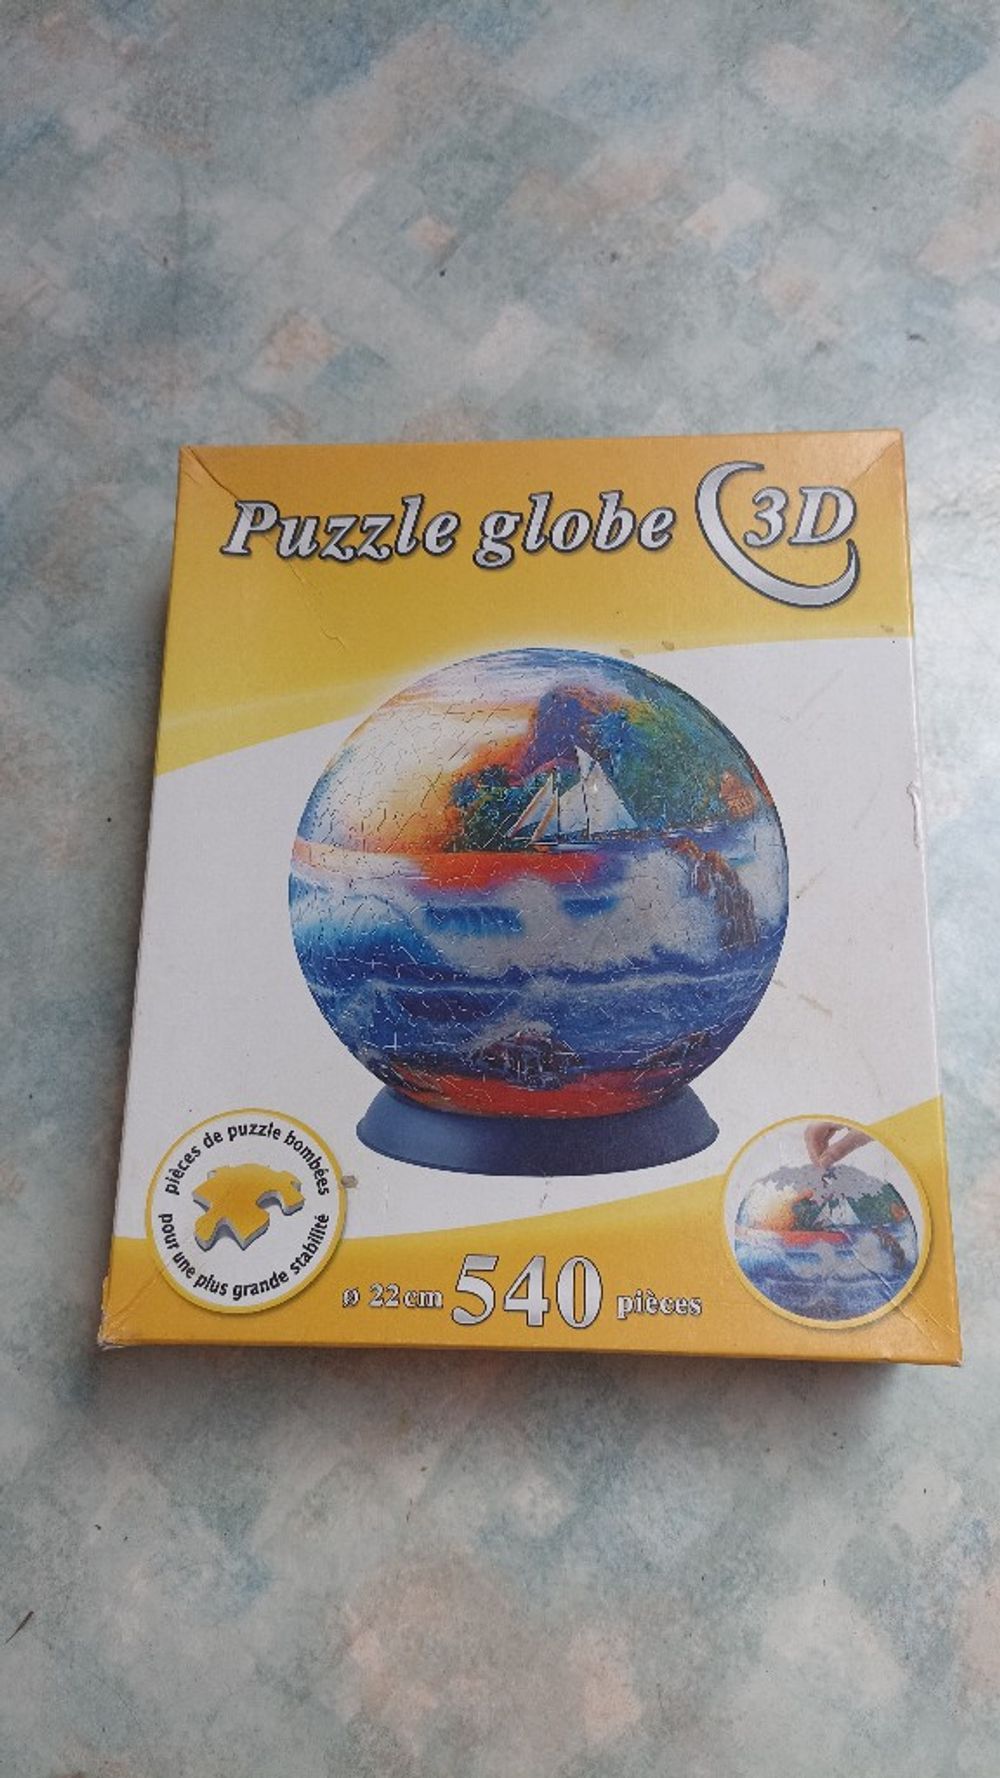 Puzzle globe 3D
pièces de puzzle bombées
pour une plus grande stabilité
ø 22cm 540 pièces